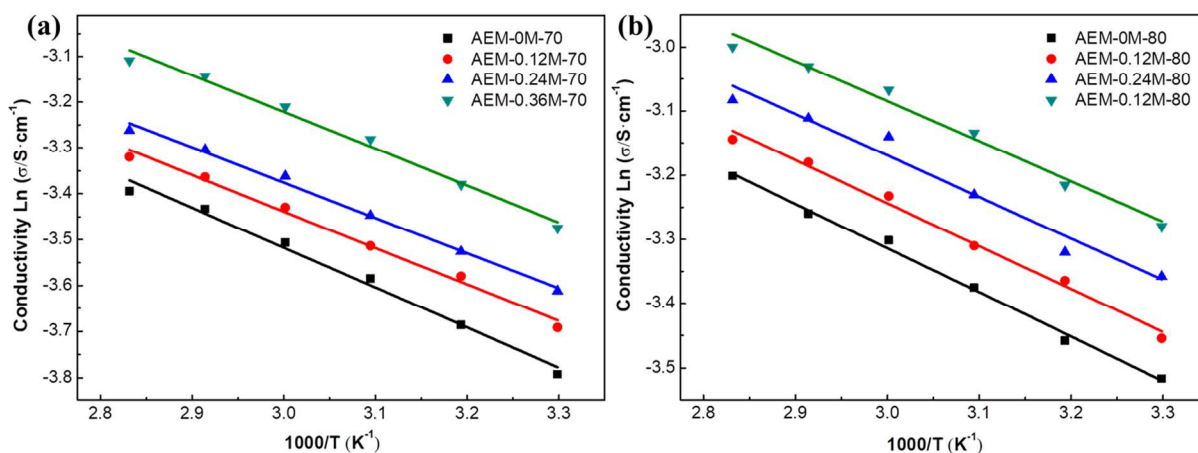 (a)
AEM-0M-70
AEM-0.12M-70
AEM-0.24M-70
AEM-0.36M-70
Conductivity Ln (σ/S·cm⁻¹)
-3.1
-3.2
-3.3
-3.4
-3.5
-3.6
-3.7
-3.8
2.8 2.9 3.0 3.1 3.2 3.3
1000/T (K⁻¹)
(b)
AEM-0M-80
AEM-0.12M-80
AEM-0.24M-80
AEM-0.12M-80
Conductivity Ln (σ/S·cm⁻¹)
-3.0
-3.1
-3.2
-3.3
-3.4
-3.5
2.8 2.9 3.0 3.1 3.2 3.3
1000/T (K⁻¹)